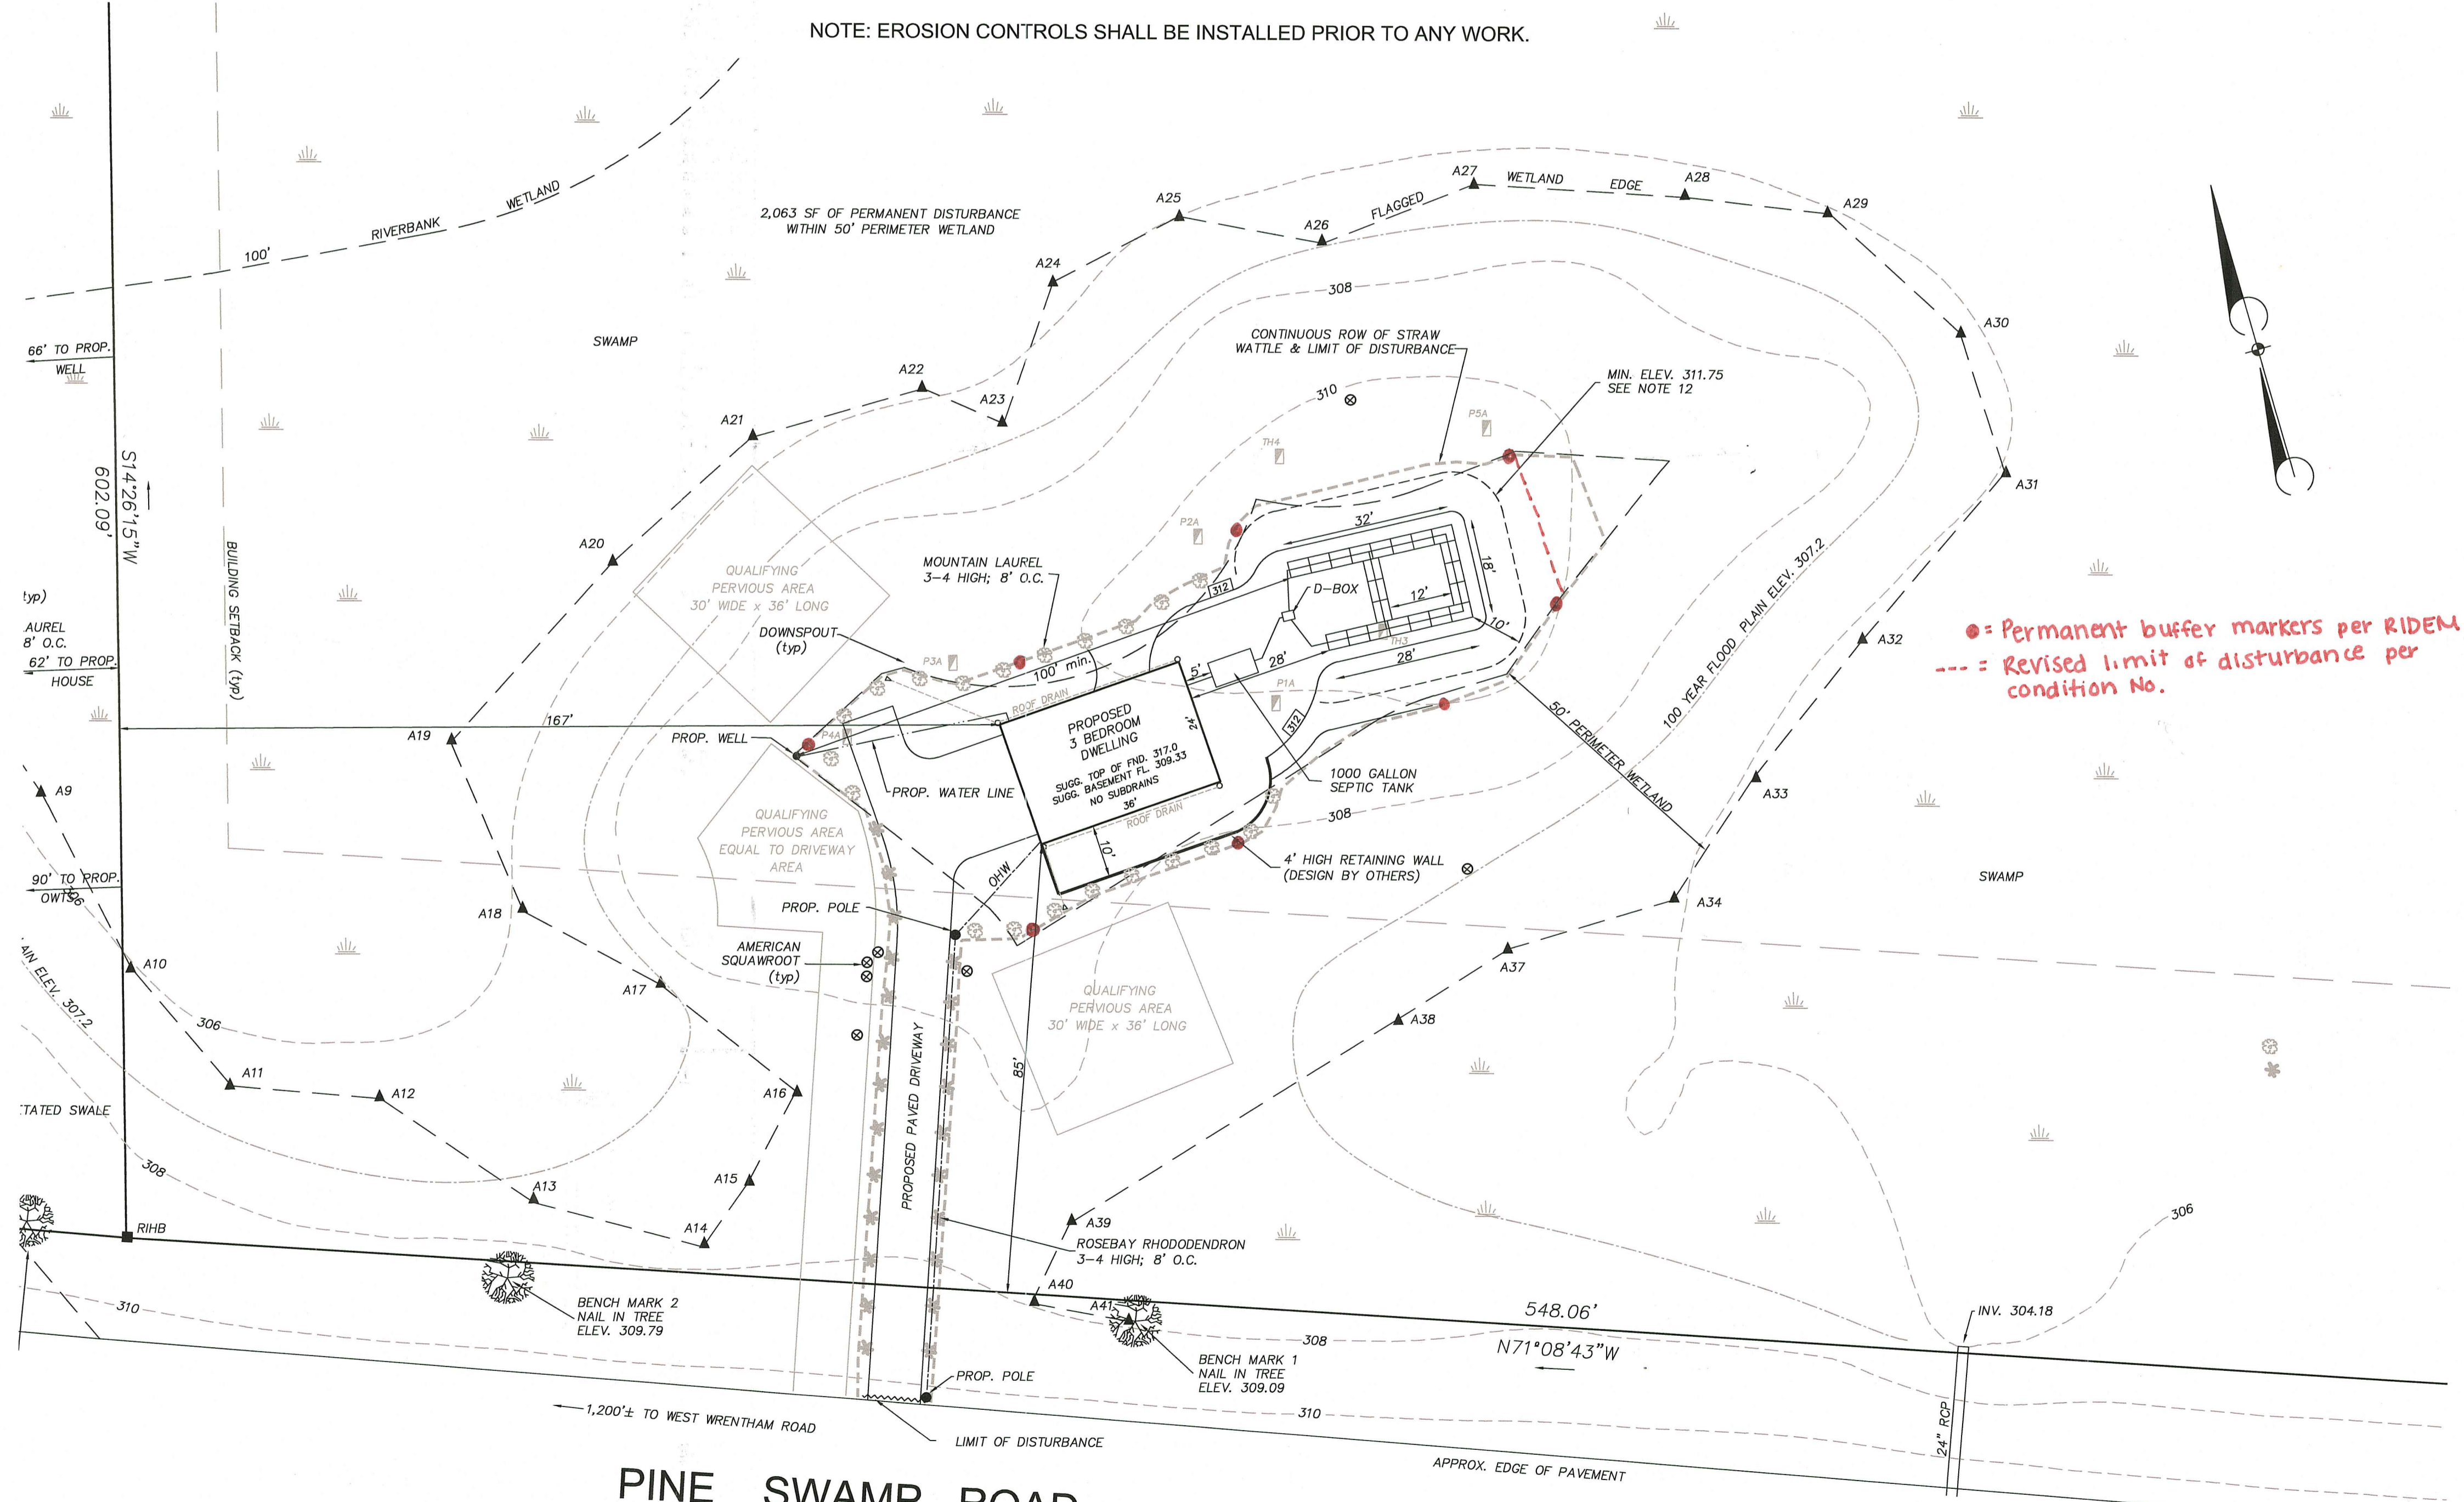 NOTE: EROSION CONTROLS SHALL BE INSTALLED PRIOR TO ANY WORK.
100'
RIVERBANK
WETLAND
2,063 SF OF PERMANENT DISTURBANCE
WITHIN 50' PERIMETER WETLAND
SWAMP
66' TO PROP.
WELL
S14°26'15"W
602.09'
BUILDING SETBACK (typ)
typ)
AUREL
8' O.C.
62' TO PROP.
HOUSE
167'
90' TO PROP.
OWTS
306
AIN ELEV. 307.2
TATED SWALE
308
RIHB
310
A9
A10
A11
A12
A13
A14
A15
A16
A17
A18
A19
A20
A21
A22
A23
A24
A25
A26
FLAGGED
A27
WETLAND
EDGE
A28
A29
A30
A31
A32
A33
A34
A37
A38
A39
A40
A41
306
308
CONTINUOUS ROW OF STRAW
WATTLE & LIMIT OF DISTURBANCE
310
MIN. ELEV. 311.75
SEE NOTE 12
P5A
TH4
P2A
MOUNTAIN LAUREL
3-4 HIGH; 8' O.C.
312
32'
18'
12'
D-BOX
TH3
10'
28'
28'
5'
P1A
312
QUALIFYING
PERVIOUS AREA
30' WIDE x 36' LONG
DOWNSPOUT
(typ)
P3A
100' min.
ROOF DRAIN
PROPOSED
3 BEDROOM
DWELLING
SUGG. TOP OF FND. 317.0
SUGG. BASEMENT FL. 309.33
NO SUBDRAINS
36'
24'
ROOF DRAIN
10'
P4A
PROP. WELL
PROP. WATER LINE
1000 GALLON
SEPTIC TANK
308
4' HIGH RETAINING WALL
(DESIGN BY OTHERS)
50' PERIMETER WETLAND
100 YEAR FLOOD PLAIN ELEV. 307.2
= Permanent buffer markers per RIDEM
--- = Revised limit of disturbance per
condition No.
QUALIFYING
PERVIOUS AREA
EQUAL TO DRIVEWAY
AREA
OHW
PROP. POLE
AMERICAN
SQUAWROOT
(typ)
QUALIFYING
PERVIOUS AREA
30' WIDE x 36' LONG
85'
PROPOSED PAVED DRIVEWAY
SWAMP
ROSEBAY RHODODENDRON
3-4 HIGH; 8' O.C.
306
INV. 304.18
BENCH MARK 2
NAIL IN TREE
ELEV. 309.79
BENCH MARK 1
NAIL IN TREE
ELEV. 309.09
308
548.06'
N71°08'43"W
PROP. POLE
310
24" RCP
1,200'± TO WEST WRENTHAM ROAD
LIMIT OF DISTURBANCE
APPROX. EDGE OF PAVEMENT
PINE SWAMP ROAD